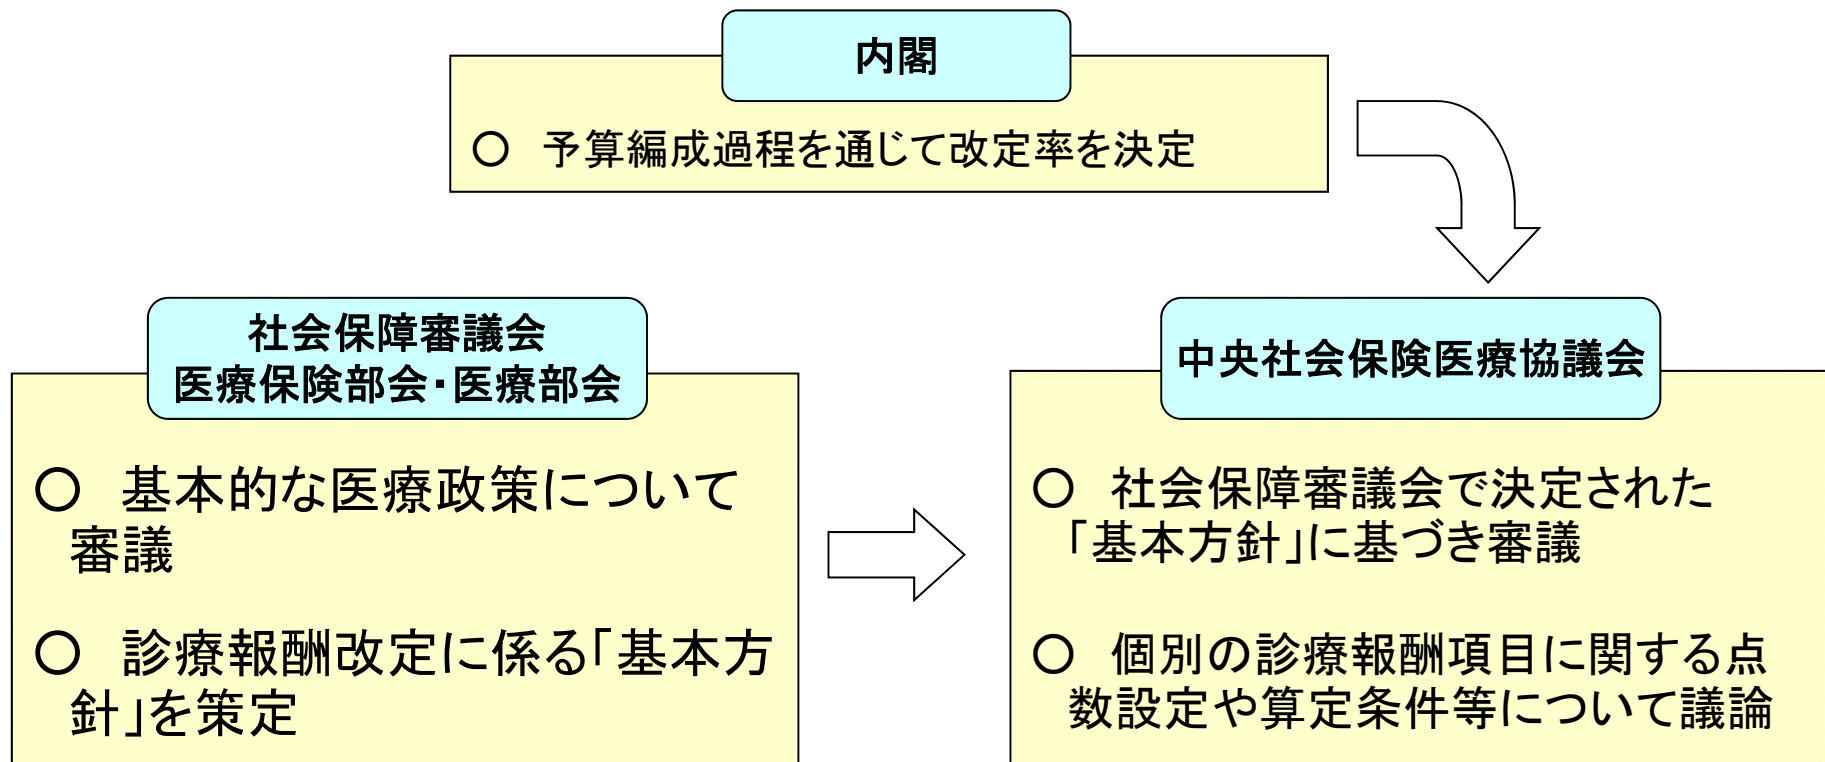 内閣
○ 予算編成過程を通じて改定率を決定
社会保障審議会
医療保険部会・医療部会
○ 基本的な医療政策について
審議
○ 診療報酬改定に係る「基本方
針」を策定
中央社会保険医療協議会
○ 社会保障審議会で決定された
「基本方針」に基づき審議
○ 個別の診療報酬項目に関する点
数設定や算定条件等について議論